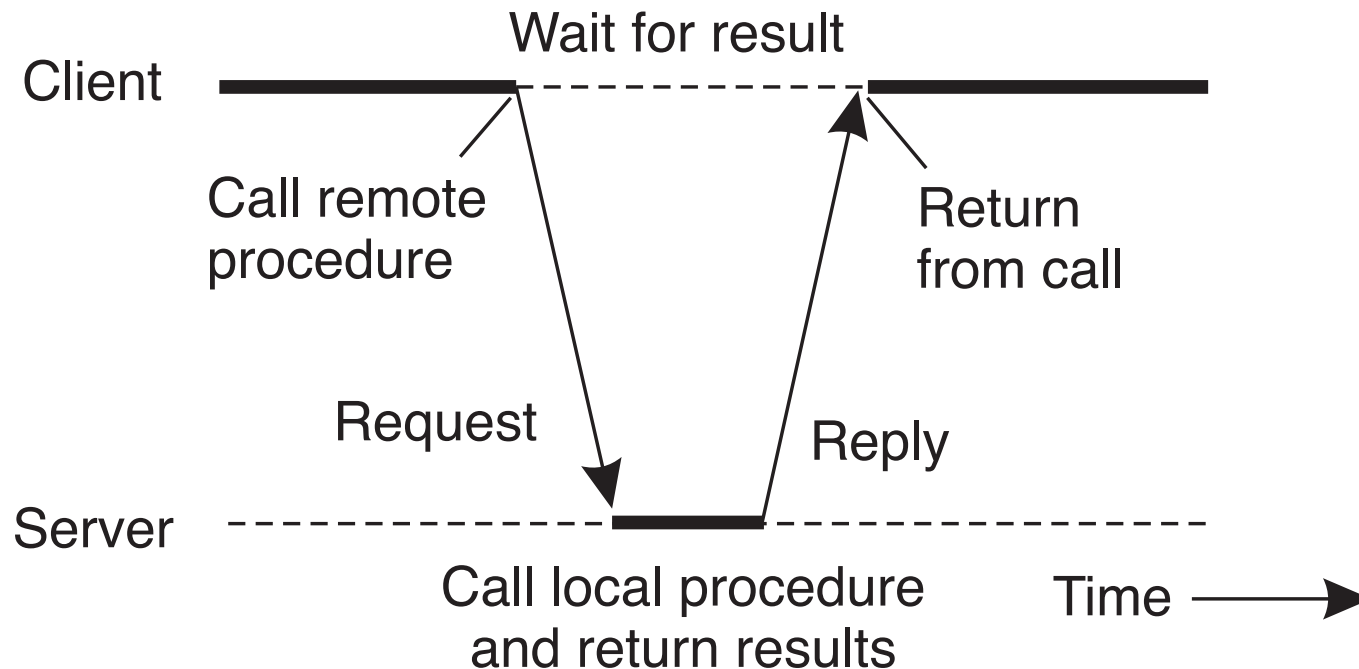 Wait for result
Client
Call remote
procedure
Return
from call
Request
Reply
Server
Call local procedure
and return results
Time